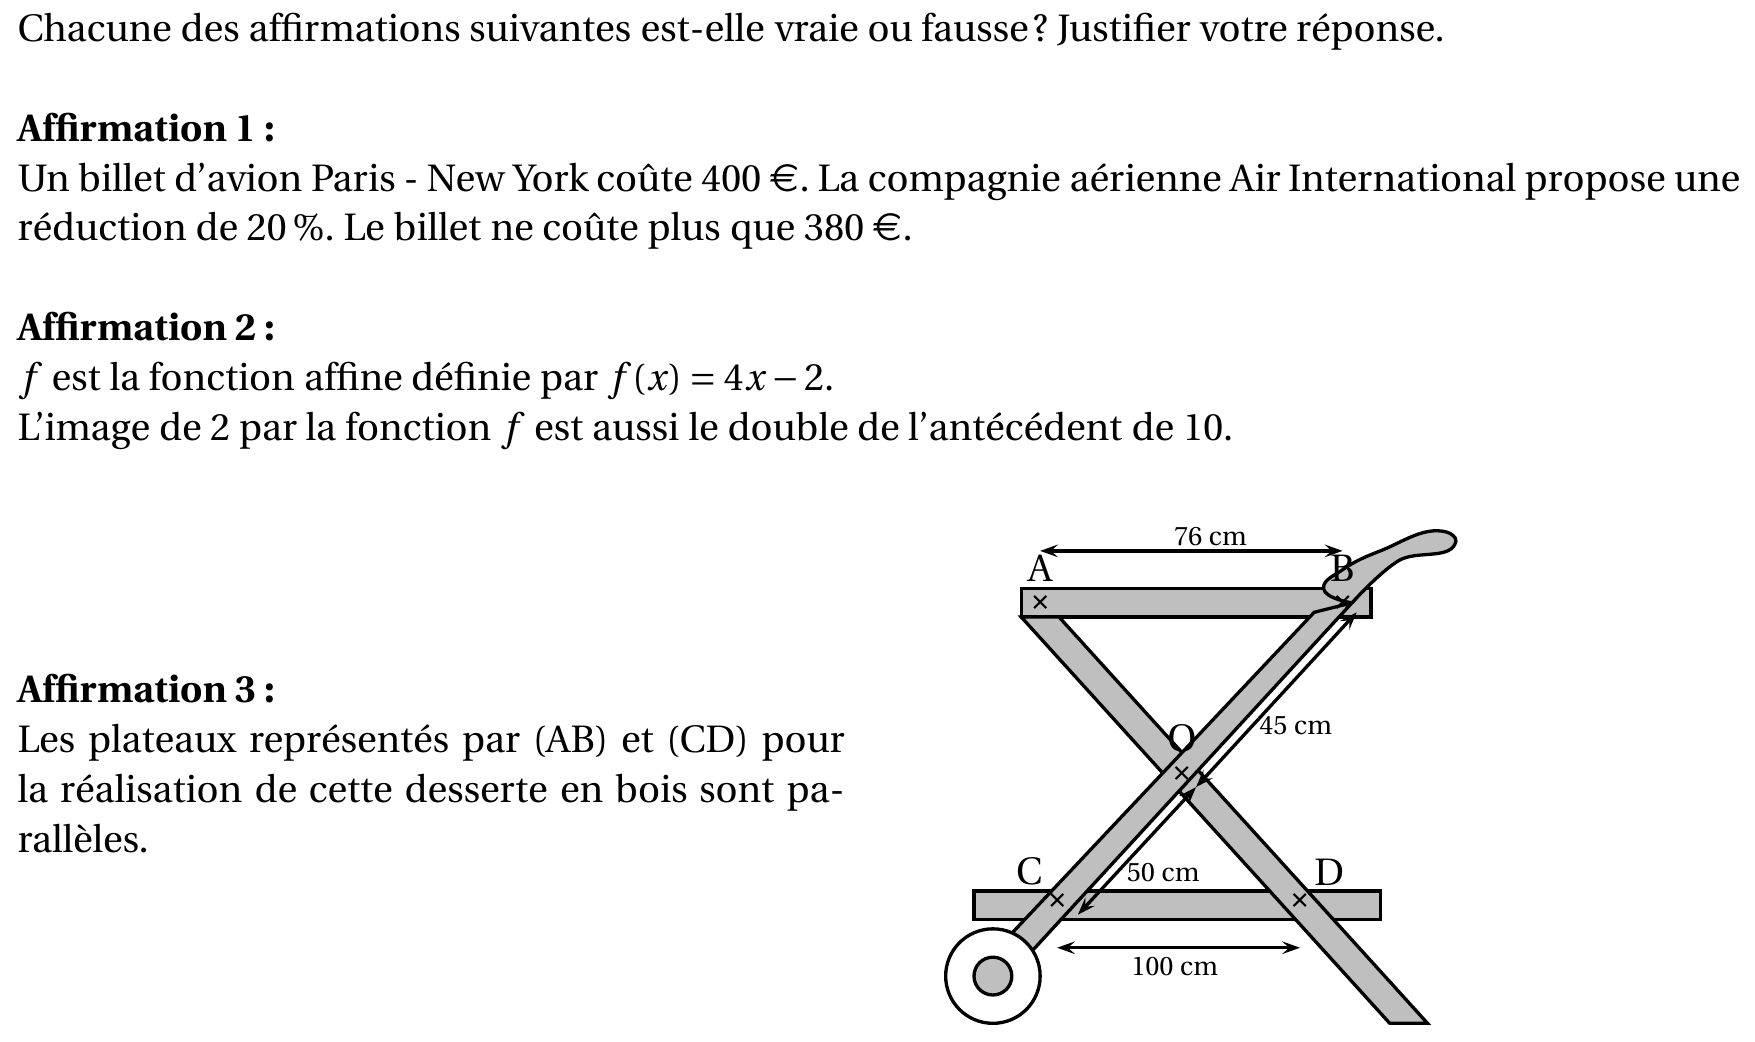 Chacune des affirmations suivantes est-elle vraie ou fausse ? Justifier votre réponse.
Affirmation 1 :
Un billet d’avion Paris - New York coûte 400 €. La compagnie aérienne Air International propose une
réduction de 20 %. Le billet ne coûte plus que 380 €.
Affirmation 2 :
f est la fonction affine définie par f(x) = 4x − 2.
L’image de 2 par la fonction f est aussi le double de l’antécédent de 10.
Affirmation 3 :
Les plateaux représentés par (AB) et (CD) pour
la réalisation de cette desserte en bois sont pa-
rallèles.
76 cm
A
B
O
45 cm
C
50 cm
D
100 cm